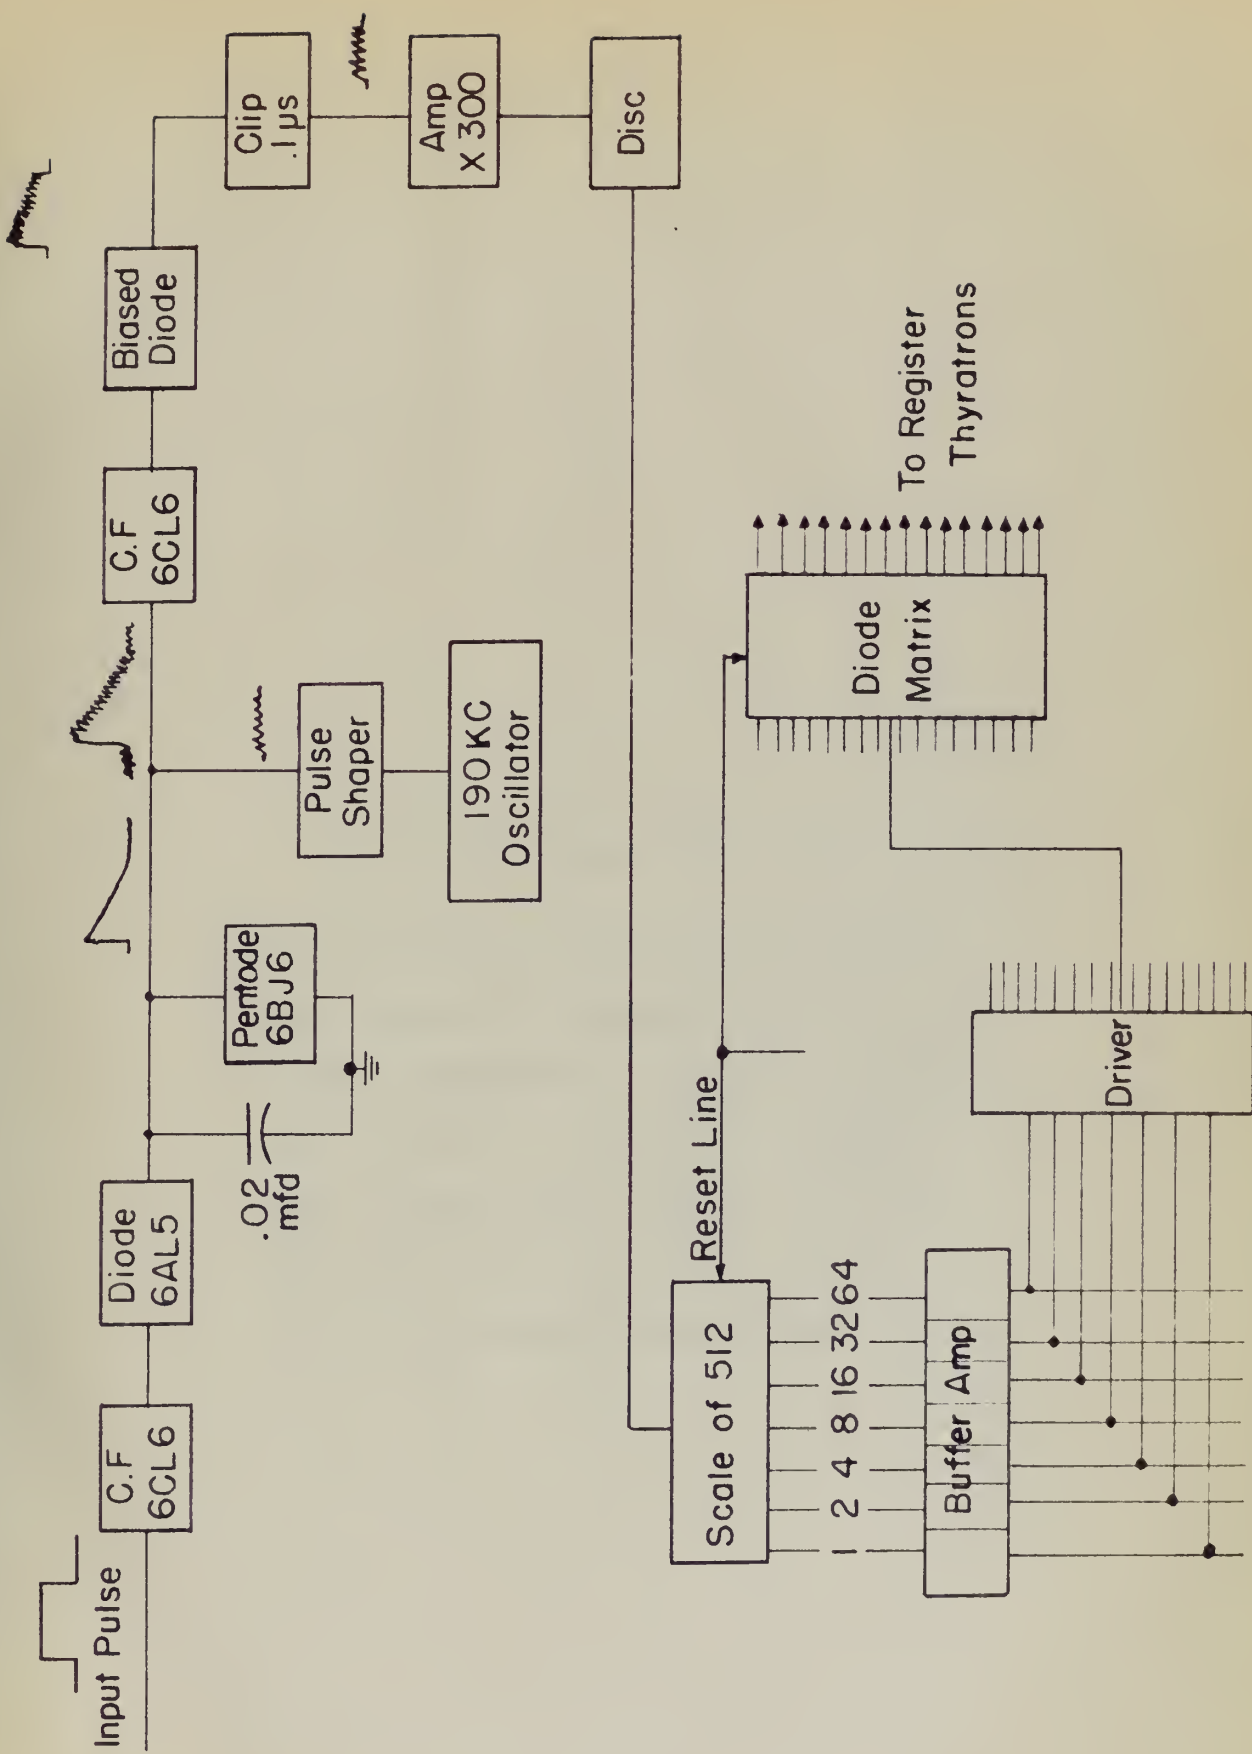 Input Pulse
C.F
6CL6
Diode
6AL5
.02
mfd
Pentode
6BJ6
Pulse
Shaper
190 KC
Oscillator
C.F
6CL6
Biased
Diode
Clip
.1 µs
Amp
X 300
Disc
Scale of 512
Reset Line
1 2 4 8 16 32 64
Buffer Amp
Driver
Diode
Matrix
To Register
Thyratrons